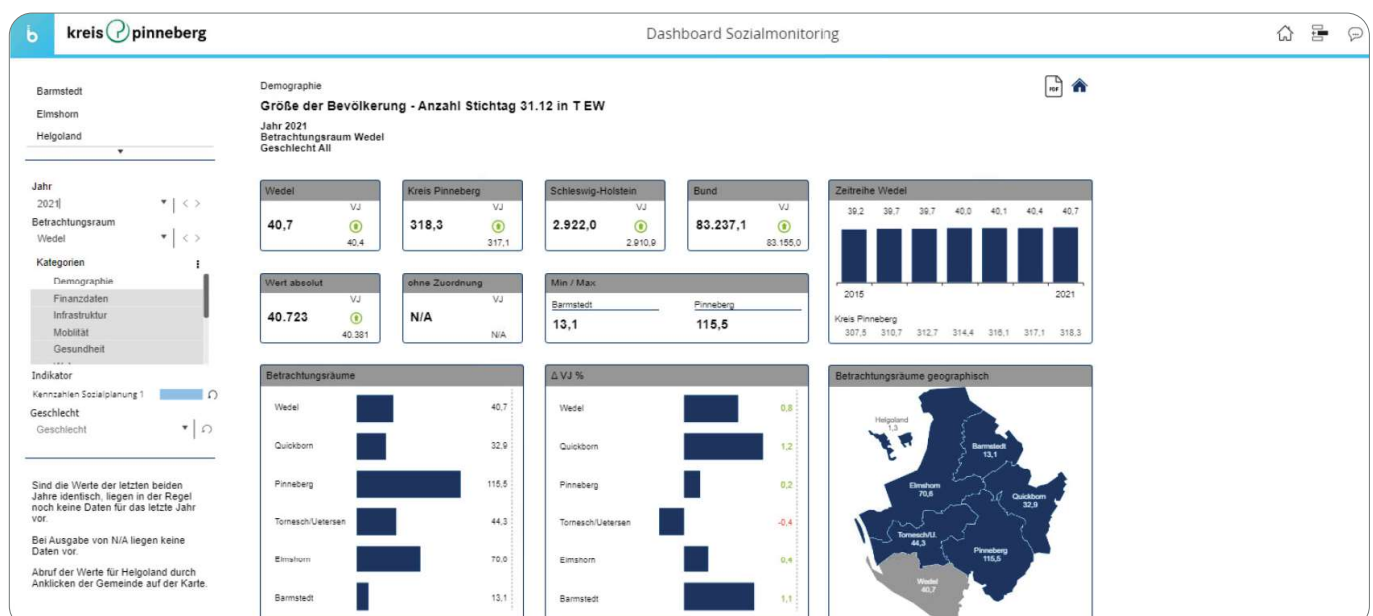 b
kreis pinneberg
Dashboard Sozialmonitoring
Barmstedt
Elmshorn
Helgoland
Jahr
2021
Betrachtungsraum
Wedel
Kategorien
Demographie
Finanzdaten
Infrastruktur
Moblität
Gesundheit
Indikator
Kennzahlen Sozialplanung 1
Geschlecht
Geschlecht
Sind die Werte der letzten beiden
Jahre identisch, liegen in der Regel
noch keine Daten für das letzte Jahr
vor.
Bei Ausgabe von N/A liegen keine
Daten vor.
Abruf der Werte für Helgoland durch
Anklicken der Gemeinde auf der Karte.
Demographie
Größe der Bevölkerung - Anzahl Stichtag 31.12 in T EW
Jahr 2021
Betrachtungsraum Wedel
Geschlecht All
PDF
Wedel
VJ
40,7
40,4
Kreis Pinneberg
VJ
318,3
317,1
Schleswig-Holstein
VJ
2.922,0
2.910,9
Bund
VJ
83.237,1
83.155,0
Zeitreihe Wedel
39,2 39,7 39,7 40,0 40,1 40,4 40,7
2015 2021
Kreis Pinneberg
307,5 310,7 312,7 314,4 316,1 317,1 318,3
Wert absolut
VJ
40.723
40.381
ohne Zuordnung
VJ
N/A
N/A
Min / Max
Barmstedt Pinneberg
13,1 115,5
Betrachtungsräume
Wedel 40,7
Quickborn 32,9
Pinneberg 115,5
Tornesch/Uetersen 44,3
Elmshorn
Barmstedt 13,1
Δ VJ %
Wedel 0,8
Quickborn 1,2
Pinneberg 0,2
Tornesch/Uetersen -0,4
Elmshorn 0,4
Barmstedt 1,1
Betrachtungsräume geographisch
Helgoland
1,3
Barmstedt
13,1
Elmshorn
Quickborn
32,9
Tornesch/U.
44,3
Pinneberg
115,5
Wedel
40,7